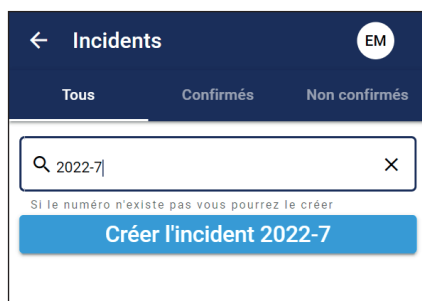 Incidents
EM
Tous Confirmés Non confirmés
2022-7
Si le numéro n'existe pas vous pourrez le créer
Créer l'incident 2022-7